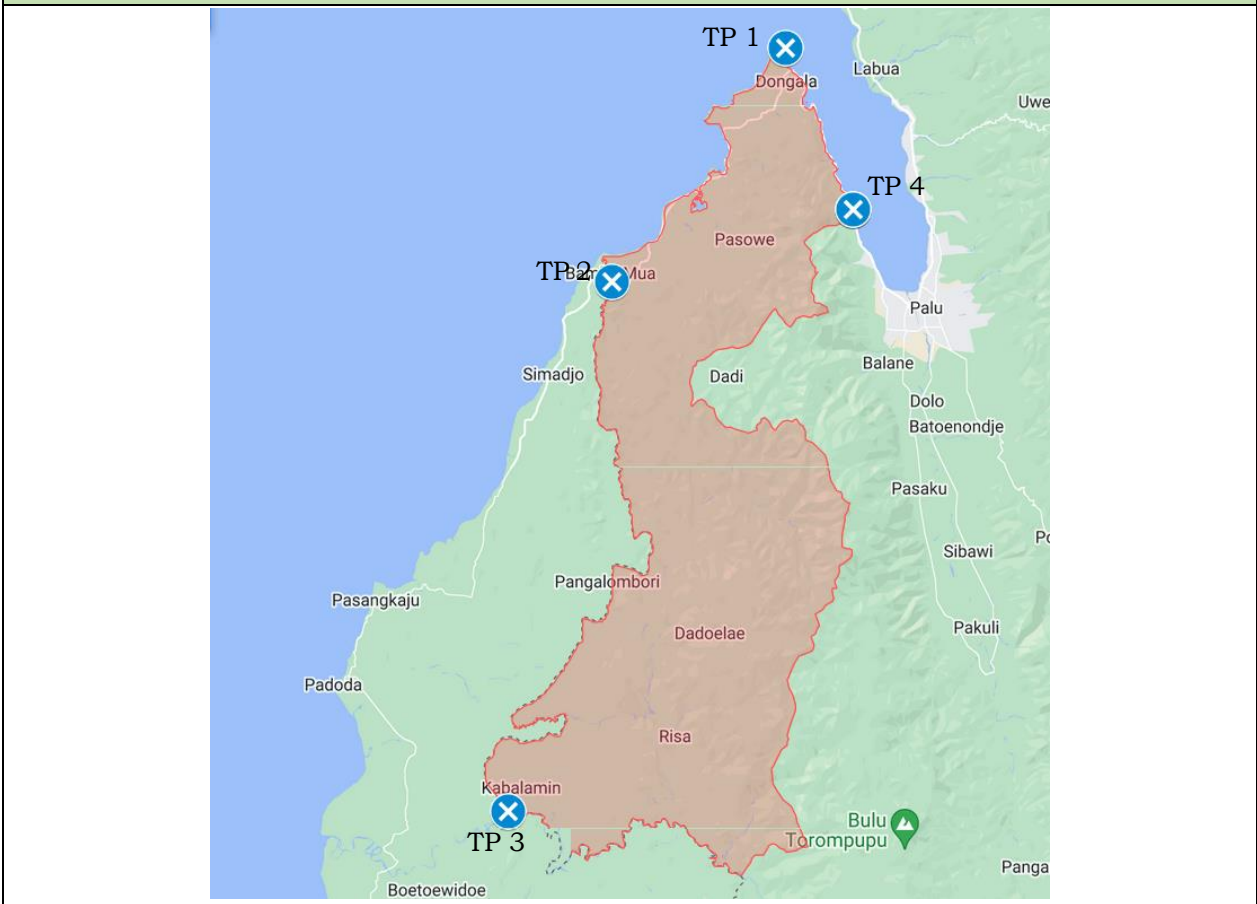 TP 1
Dongala
Labua
Uwe
TP 4
Pasowe
TP 2
Mua
Palu
Balane
Simadjo
Dadi
Dolo
Batoenondje
Pasaku
Po
Sibawi
Pangalombori
Pasangkaju
Dadoelae
Pakuli
Padoda
Risa
Kabalamin
TP 3
Bulu
Torompupu
Panga
Boetoewidoe